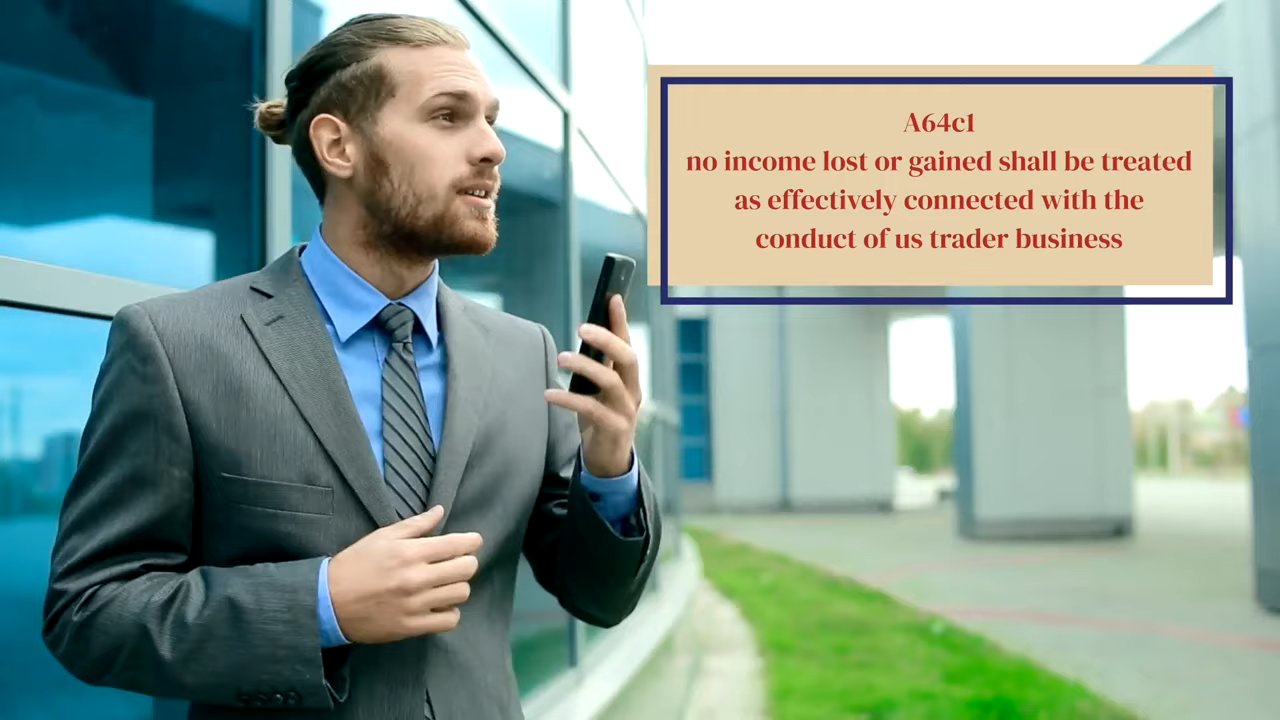 A64c1
no income lost or gained shall be treated
as effectively connected with the
conduct of us trader business